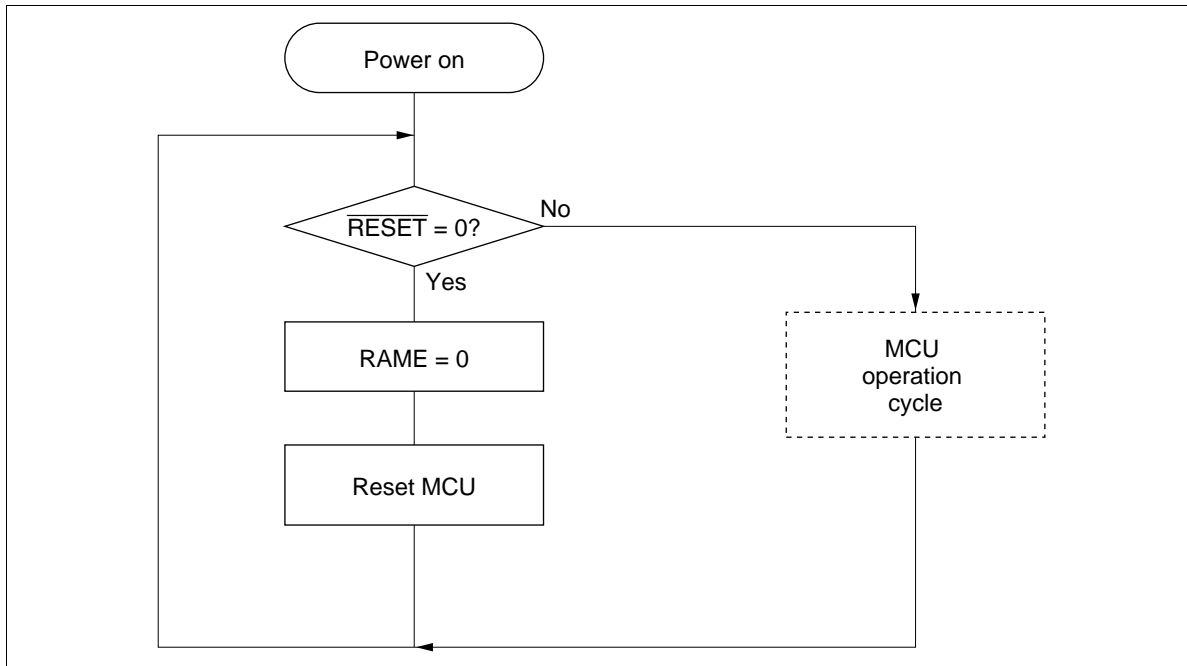 Power on
RESET = 0?
No
Yes
RAME = 0
MCU
operation
cycle
Reset MCU